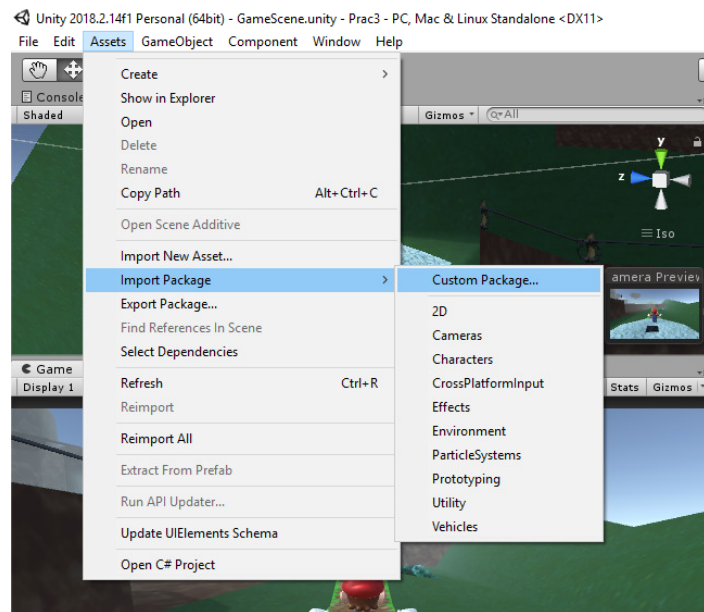 Unity 2018.2.14f1 Personal (64bit) - GameScene.unity - Prac3 - PC, Mac & Linux Standalone <DX11>
File Edit Assets GameObject Component Window Help
Console
Shaded
Gizmos
All
y
z
Iso
amera Preview
Game
Display 1
Stats Gizmos
Create
Show in Explorer
Open
Delete
Rename
Copy Path Alt+Ctrl+C
Open Scene Additive
Import New Asset...
Import Package
Export Package...
Find References In Scene
Select Dependencies
Refresh Ctrl+R
Reimport
Reimport All
Extract From Prefab
Run API Updater...
Update UIElements Schema
Open C# Project
Custom Package...
2D
Cameras
Characters
CrossPlatformInput
Effects
Environment
ParticleSystems
Prototyping
Utility
Vehicles